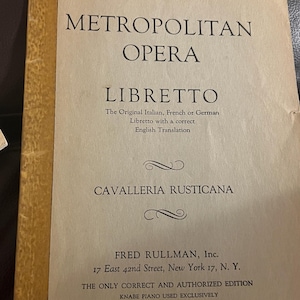 METROPOLITAN
OPERA
LIBRETTO
The Original Italian, French or German
Libretto with a correct
English Translation
CAVALLERIA RUSTICANA
FRED RULLMAN, Inc.
17 East 42nd Street, New York 17, N. Y.
THE ONLY CORRECT AND AUTHORIZED EDITION
KNABE PIANO USED EXCLUSIVELY